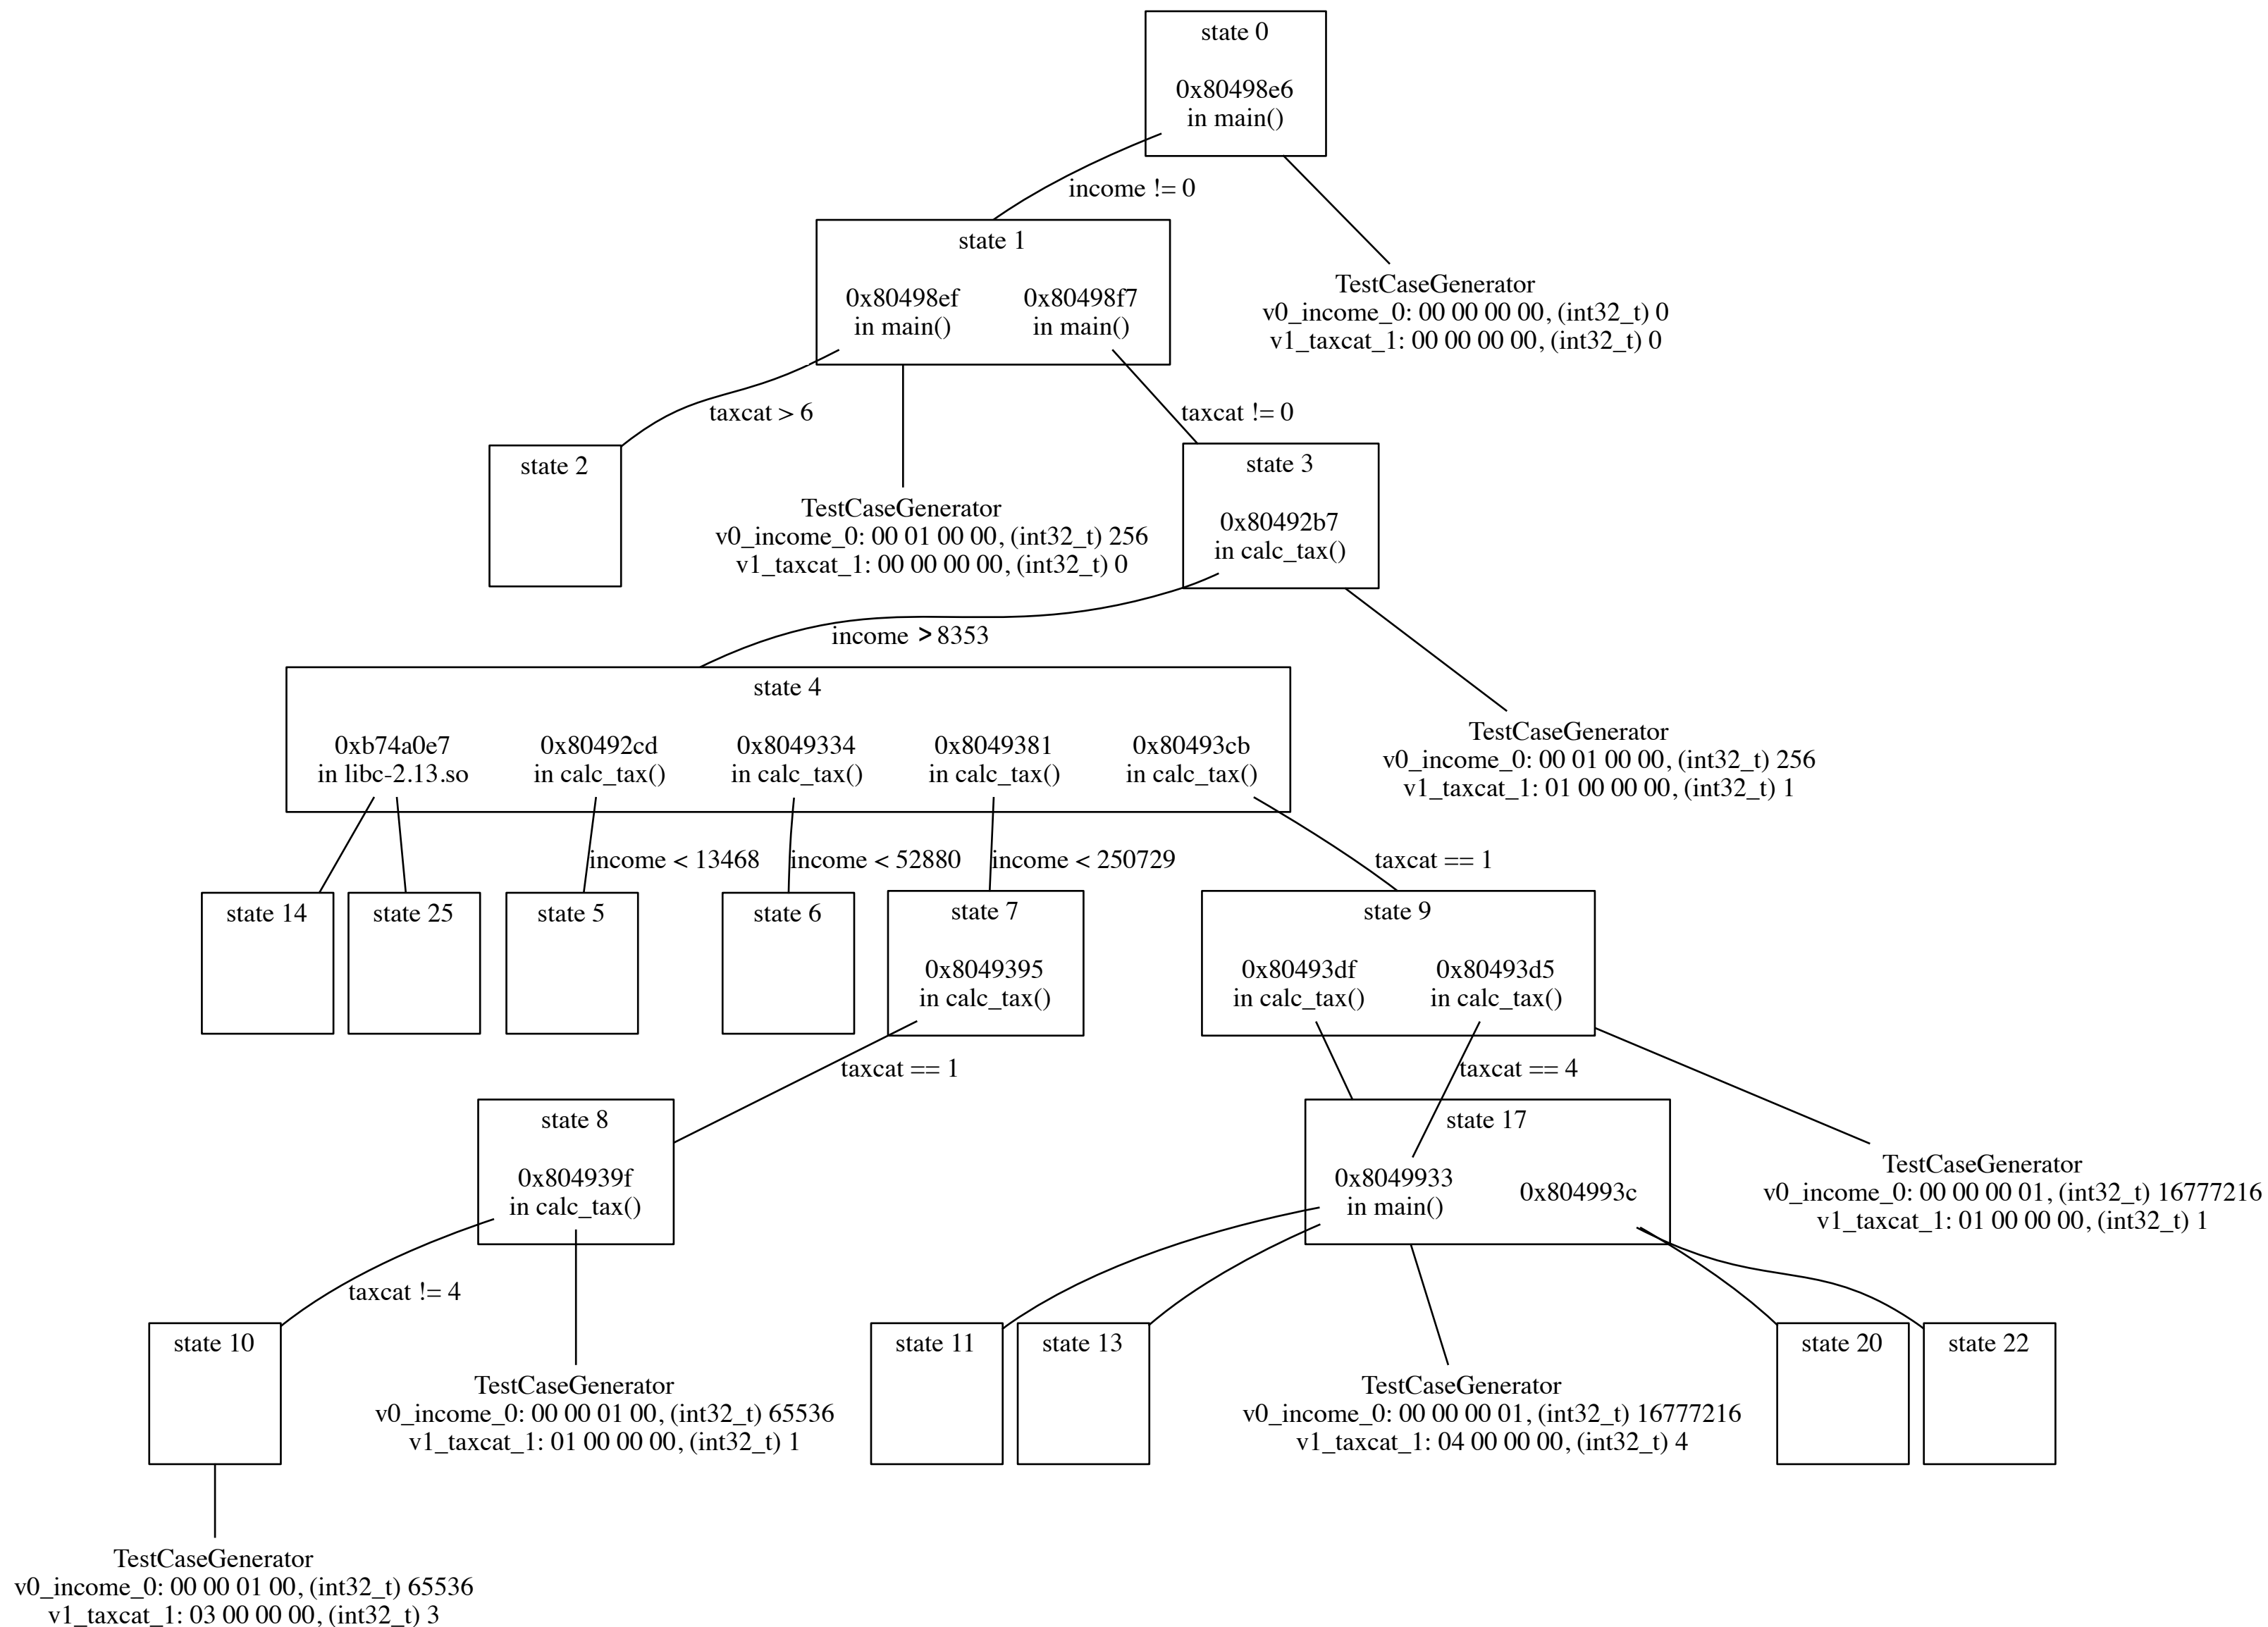 state 0
0x80498e6
in main()
income != 0
state 1
0x80498ef
in main()
0x80498f7
in main()
TestCaseGenerator
v0_income_0: 00 00 00 00, (int32_t) 0
v1_taxcat_1: 00 00 00 00, (int32_t) 0
taxcat > 6
taxcat != 0
state 2
TestCaseGenerator
v0_income_0: 00 01 00 00, (int32_t) 256
v1_taxcat_1: 00 00 00 00, (int32_t) 0
state 3
0x80492b7
in calc_tax()
income > 8353
state 4
0xb74a0e7
in libc-2.13.so
0x80492cd
in calc_tax()
0x8049334
in calc_tax()
0x8049381
in calc_tax()
0x80493cb
in calc_tax()
TestCaseGenerator
v0_income_0: 00 01 00 00, (int32_t) 256
v1_taxcat_1: 01 00 00 00, (int32_t) 1
income < 13468
income < 52880
income < 250729
taxcat == 1
state 14
state 25
state 5
state 6
state 7
0x8049395
in calc_tax()
state 9
0x80493df
in calc_tax()
0x80493d5
in calc_tax()
taxcat == 1
taxcat == 4
state 8
0x804939f
in calc_tax()
state 17
0x8049933
in main()
0x804993c
TestCaseGenerator
v0_income_0: 00 00 00 01, (int32_t) 16777216
v1_taxcat_1: 01 00 00 00, (int32_t) 1
taxcat != 4
state 10
TestCaseGenerator
v0_income_0: 00 00 01 00, (int32_t) 65536
v1_taxcat_1: 01 00 00 00, (int32_t) 1
state 11
state 13
TestCaseGenerator
v0_income_0: 00 00 00 01, (int32_t) 16777216
v1_taxcat_1: 04 00 00 00, (int32_t) 4
state 20
state 22
TestCaseGenerator
v0_income_0: 00 00 01 00, (int32_t) 65536
v1_taxcat_1: 03 00 00 00, (int32_t) 3